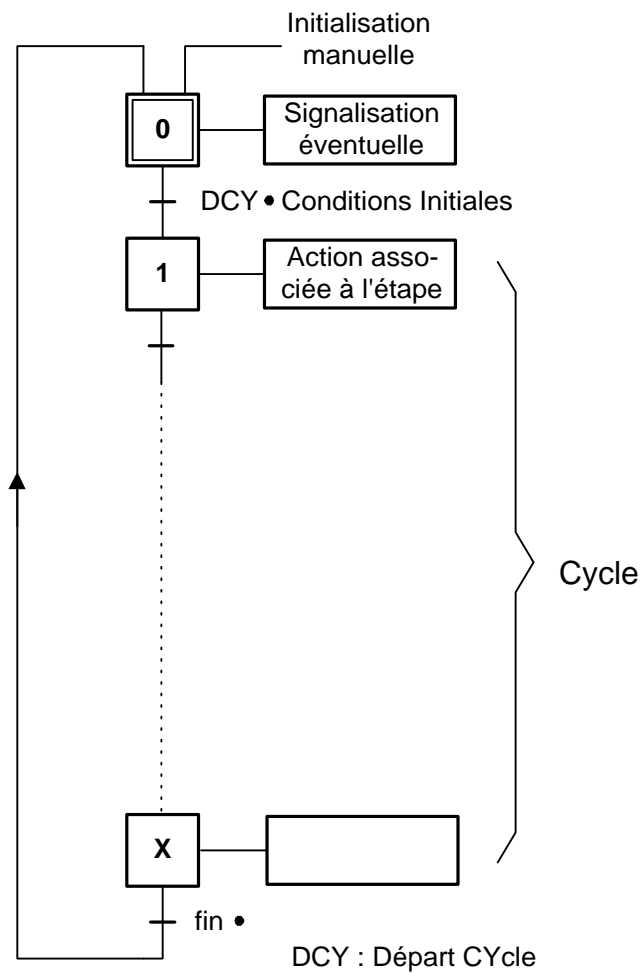 Initialisation
manuelle
0
Signalisation
éventuelle
DCY • Conditions Initiales
1
Action asso-
ciée à l'étape
Cycle
X
fin •
DCY : Départ CYcle